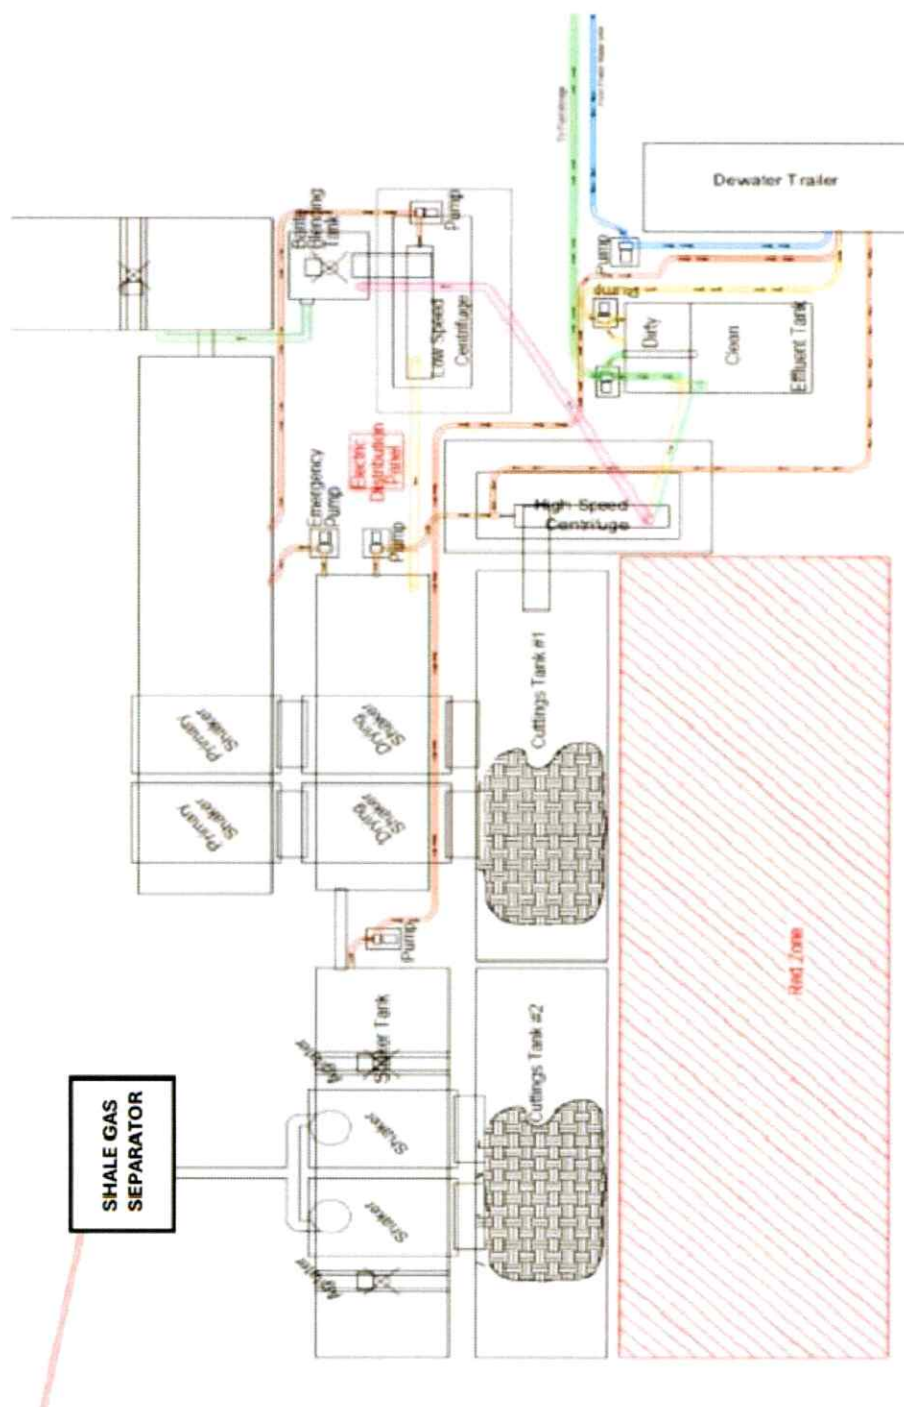 Dewater Trailer
Blending
Tank
Pump
Low Speed
Centrifuge
Pump
Dirty
Clean
Effluent Tank
Electric
Distribution
Panel
Emergency
Pump
Pump
High Speed
Centrifuge
Primary
Shaker
Drying
Shaker
Cuttings Tank #1
Primary
Shaker
Drying
Shaker
Pump
Red Zone
Shaker Tank
Cuttings Tank #2
SHALE GAS
SEPARATOR
Shaker
Shaker